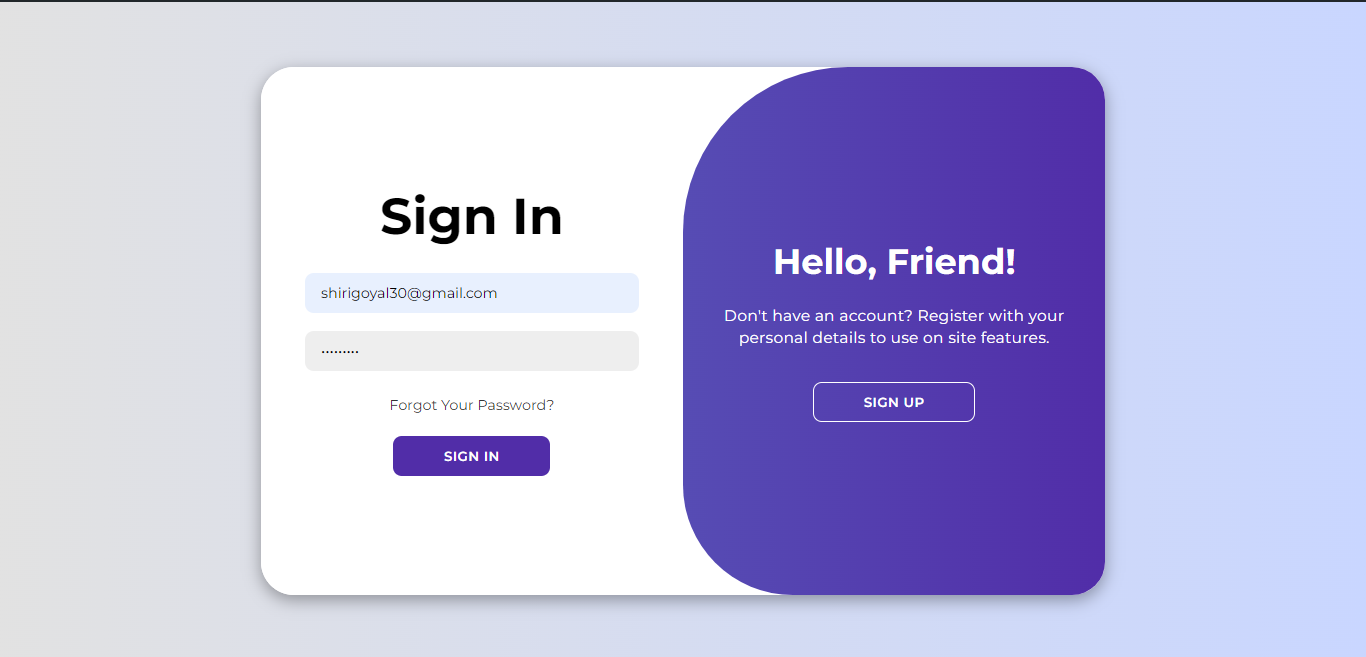 Sign In
shirigoyal30@gmail.com
•••••••••
Forgot Your Password?
SIGN IN
Hello, Friend!
Don't have an account? Register with your
personal details to use on site features.
SIGN UP